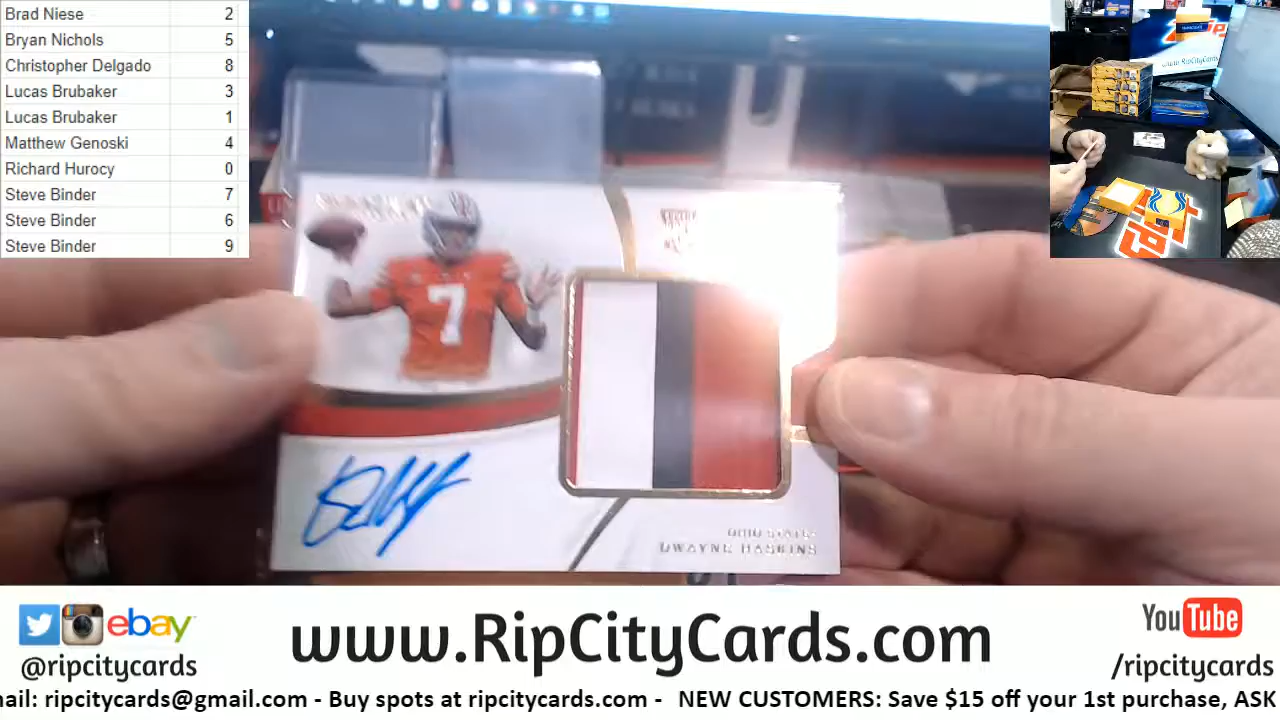 Brad Niese 2
Bryan Nichols 5
Christopher Delgado 8
Lucas Brubaker 3
Lucas Brubaker 1
Matthew Genoski 4
Richard Hurocy 0
Steve Binder 7
Steve Binder 6
Steve Binder 9
7
OHIO STATE
DWAYNE HASKINS
ebay
@ripcitycards
www.RipCityCards.com
YouTube
/ripcitycards
nail: ripcitycards@gmail.com - Buy spots at ripcitycards.com - NEW CUSTOMERS: Save $15 off your 1st purchase, ASK